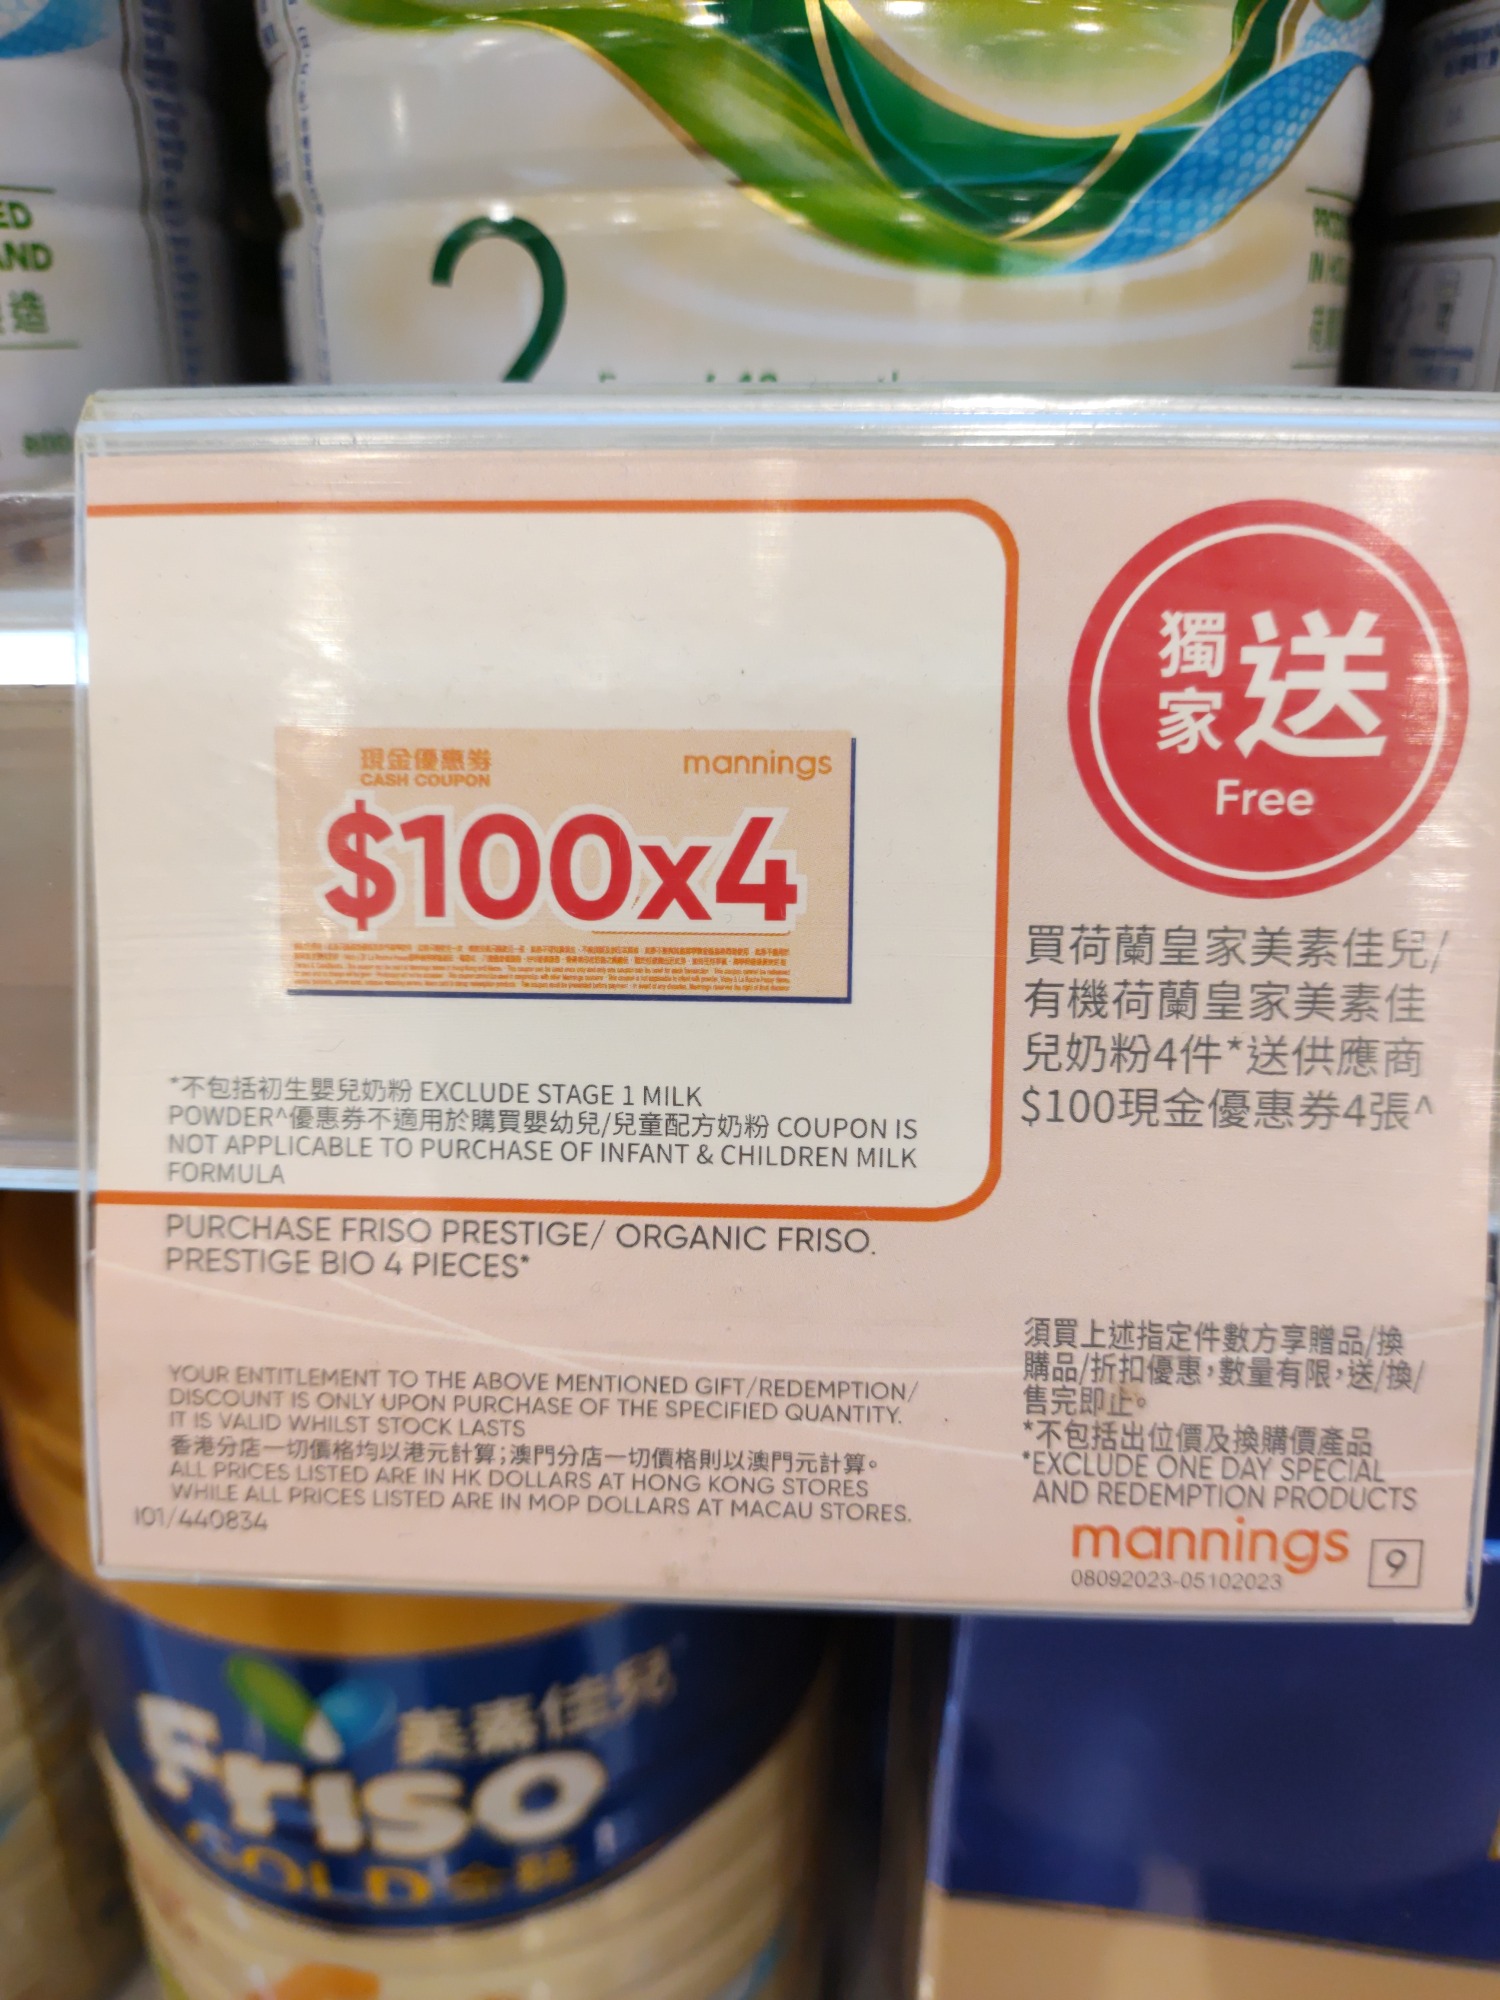 ED
AND
造
2
獨家送
Free
現金優惠券
CASH COUPON
mannings
$100x4
買荷蘭皇家美素佳兒/
有機荷蘭皇家美素佳
兒奶粉4件*送供應商
$100現金優惠券4張^
*不包括初生嬰兒奶粉 EXCLUDE STAGE 1 MILK
POWDER^優惠券不適用於購買嬰幼兒/兒童配方奶粉 COUPON IS
NOT APPLICABLE TO PURCHASE OF INFANT & CHILDREN MILK
FORMULA
PURCHASE FRISO PRESTIGE/ ORGANIC FRISO.
PRESTIGE BIO 4 PIECES*
須買上述指定件數方享贈品/換
購品/折扣優惠,數量有限,送/換/
售完即止。
*不包括出位價及換購價產品
*EXCLUDE ONE DAY SPECIAL
AND REDEMPTION PRODUCTS
YOUR ENTITLEMENT TO THE ABOVE MENTIONED GIFT/REDEMPTION/
DISCOUNT IS ONLY UPON PURCHASE OF THE SPECIFIED QUANTITY.
IT IS VALID WHILST STOCK LASTS
香港分店一切價格均以港元計算;澳門分店一切價格則以澳門元計算。
ALL PRICES LISTED ARE IN HK DOLLARS AT HONG KONG STORES
WHILE ALL PRICES LISTED ARE IN MOP DOLLARS AT MACAU STORES.
I01/440834
mannings
9
08092023-05102023
美素佳兒
Friso
GOLD 金裝